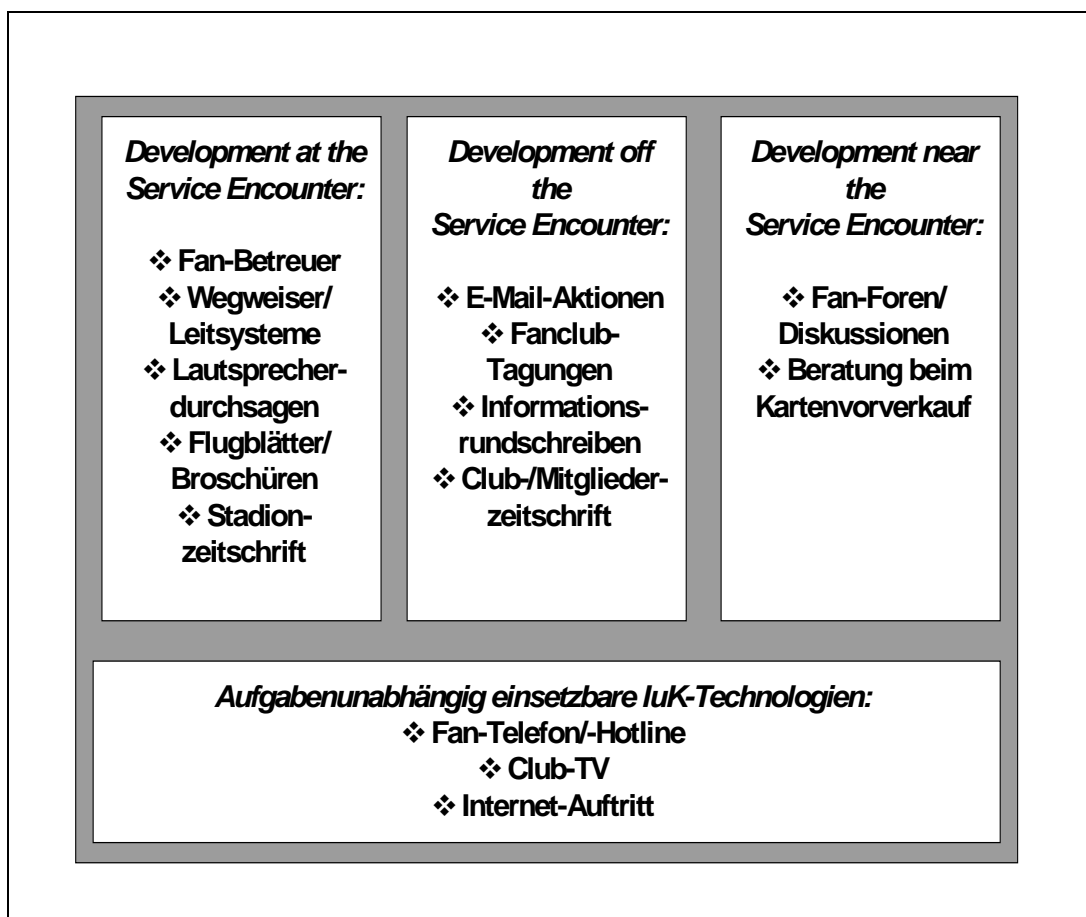 Development at the
Service Encounter:
❖ Fan-Betreuer
❖ Wegweiser/
Leitsysteme
❖ Lautsprecher-
durchsagen
❖ Flugblätter/
Broschüren
❖ Stadion-
zeitschrift
Development off
the
Service Encounter:
❖ E-Mail-Aktionen
❖ Fanclub-
Tagungen
❖ Informations-
rundschreiben
❖ Club-/Mitglieder-
zeitschrift
Development near
the
Service Encounter:
❖ Fan-Foren/
Diskussionen
❖ Beratung beim
Kartenvorverkauf
Aufgabenunabhängig einsetzbare IuK-Technologien:
❖ Fan-Telefon/-Hotline
❖ Club-TV
❖ Internet-Auftritt